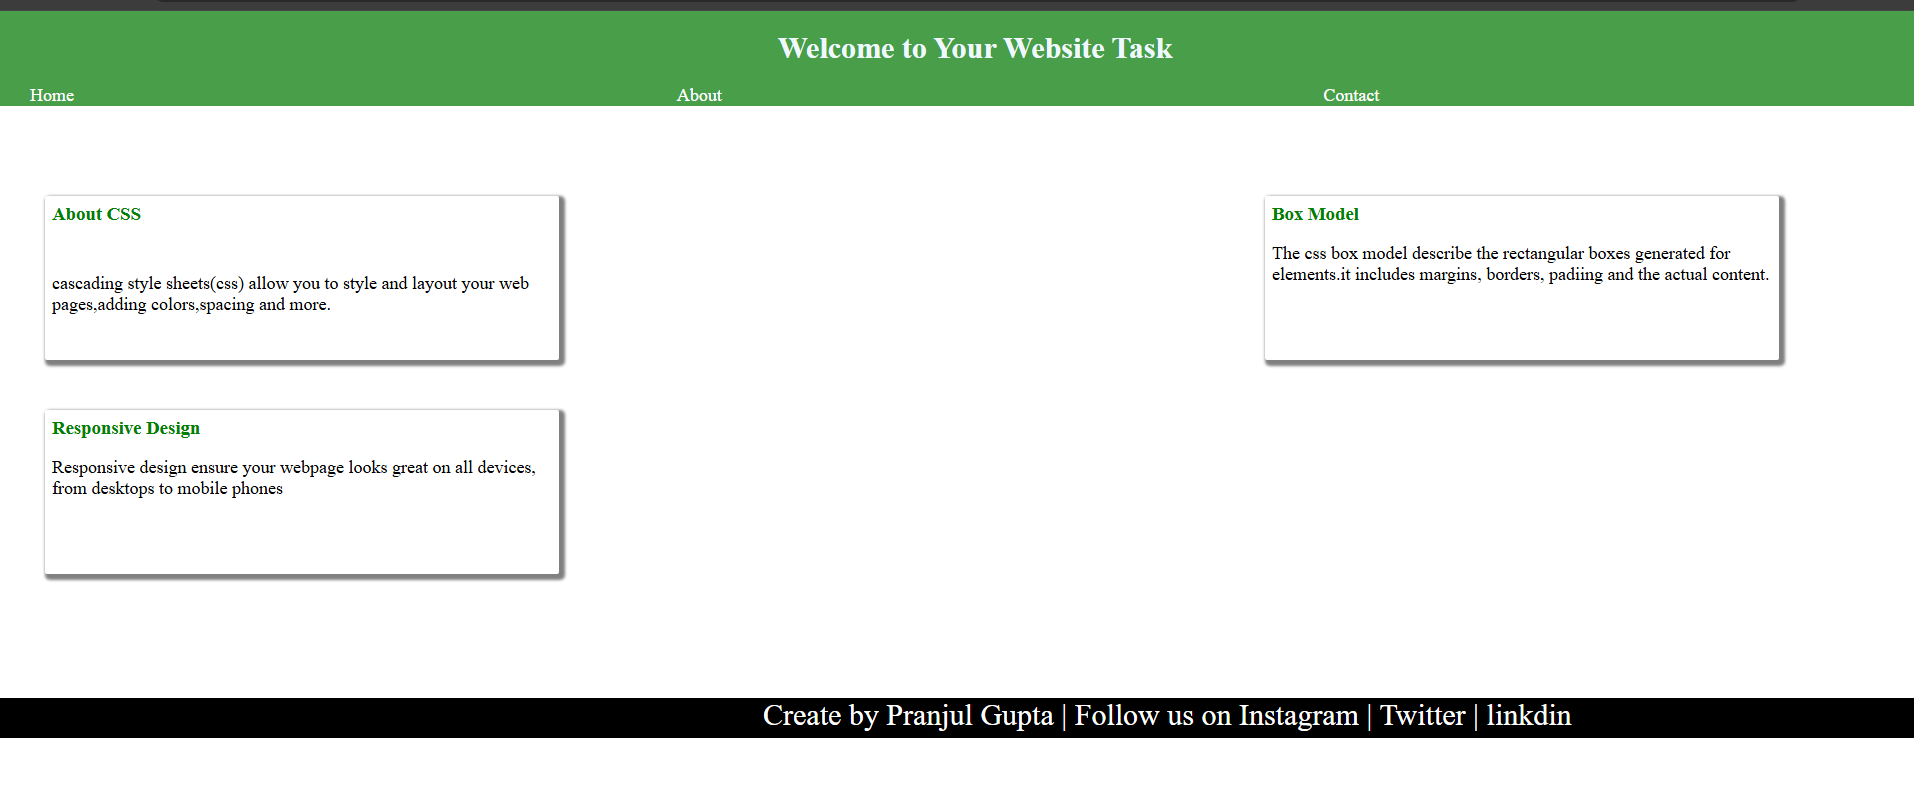 Welcome to Your Website Task
Home
About
Contact
About CSS
cascading style sheets(css) allow you to style and layout your web
pages,adding colors,spacing and more.
Box Model
The css box model describe the rectangular boxes generated for
elements.it includes margins, borders, padiing and the actual content.
Responsive Design
Responsive design ensure your webpage looks great on all devices,
from desktops to mobile phones
Create by Pranjul Gupta | Follow us on Instagram | Twitter | linkdin